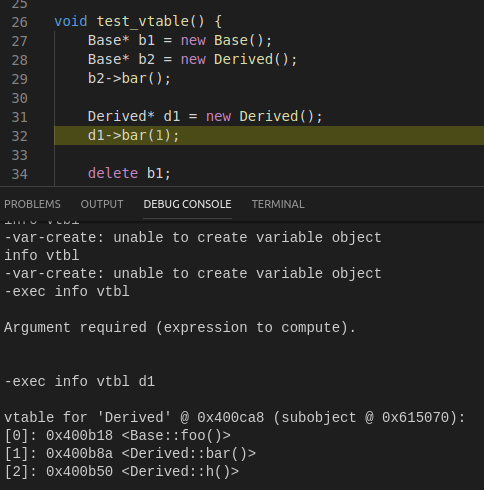 25
26 void test_vtable() {
27 Base* b1 = new Base();
28 Base* b2 = new Derived();
29 b2->bar();
30
31 Derived* d1 = new Derived();
32 d1->bar(1);
33
34 delete b1;
PROBLEMS OUTPUT DEBUG CONSOLE TERMINAL
info vtbl
-var-create: unable to create variable object
info vtbl
-var-create: unable to create variable object
-exec info vtbl
Argument required (expression to compute).
-exec info vtbl d1
vtable for 'Derived' @ 0x400ca8 (subobject @ 0x615070):
[0]: 0x400b18 <Base::foo()>
[1]: 0x400b8a <Derived::bar()>
[2]: 0x400b50 <Derived::h()>